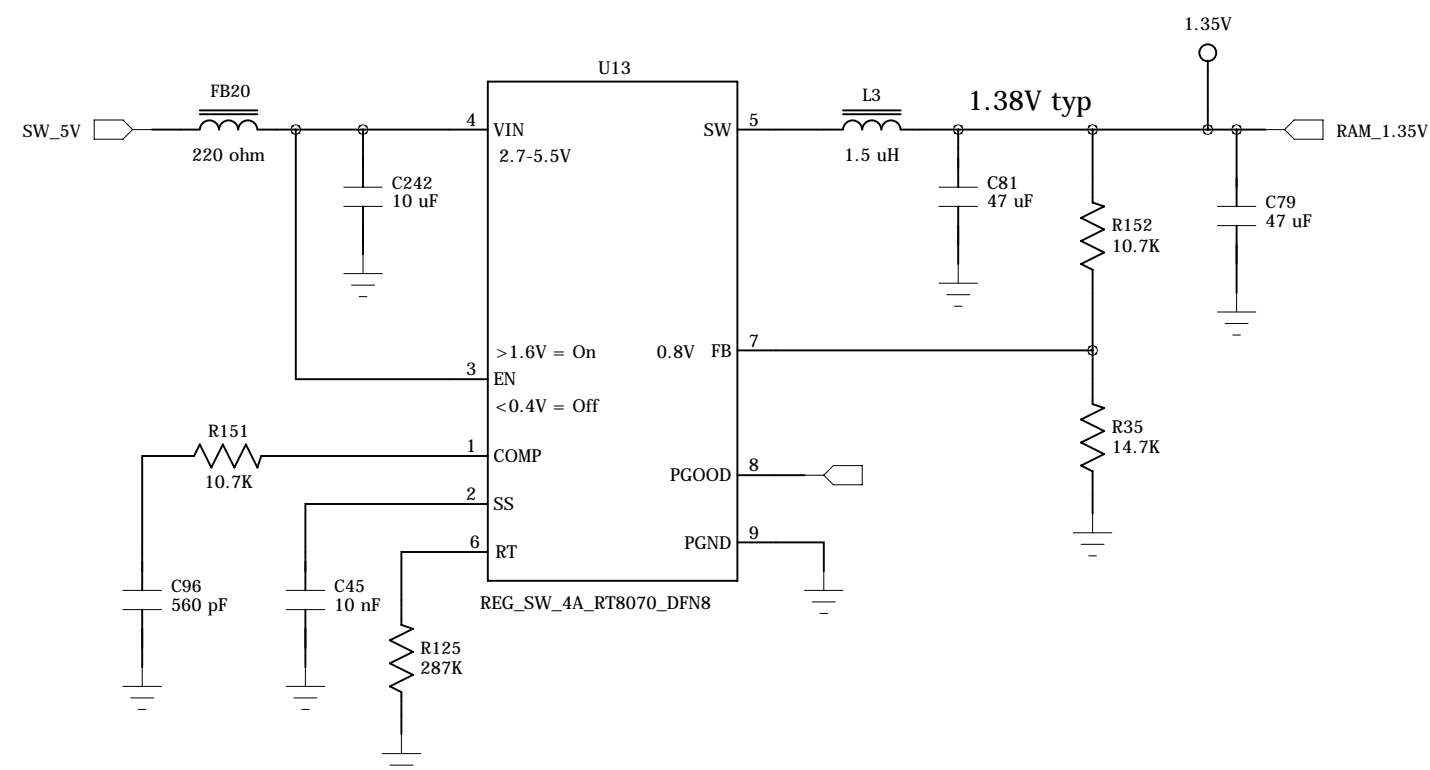 1.35V
U13
FB20
L3
1.38V typ
SW_5V
4
VIN
SW
5
RAM_1.35V
220 ohm
2.7-5.5V
1.5 uH
C242
10 uF
C81
47 uF
C79
47 uF
R152
10.7K
>1.6V = On
0.8V
FB
7
3
EN
<0.4V = Off
R151
10.7K
1
COMP
R35
14.7K
PGOOD
8
2
SS
6
RT
PGND
9
C96
560 pF
C45
10 nF
REG_SW_4A_RT8070_DFN8
R125
287K